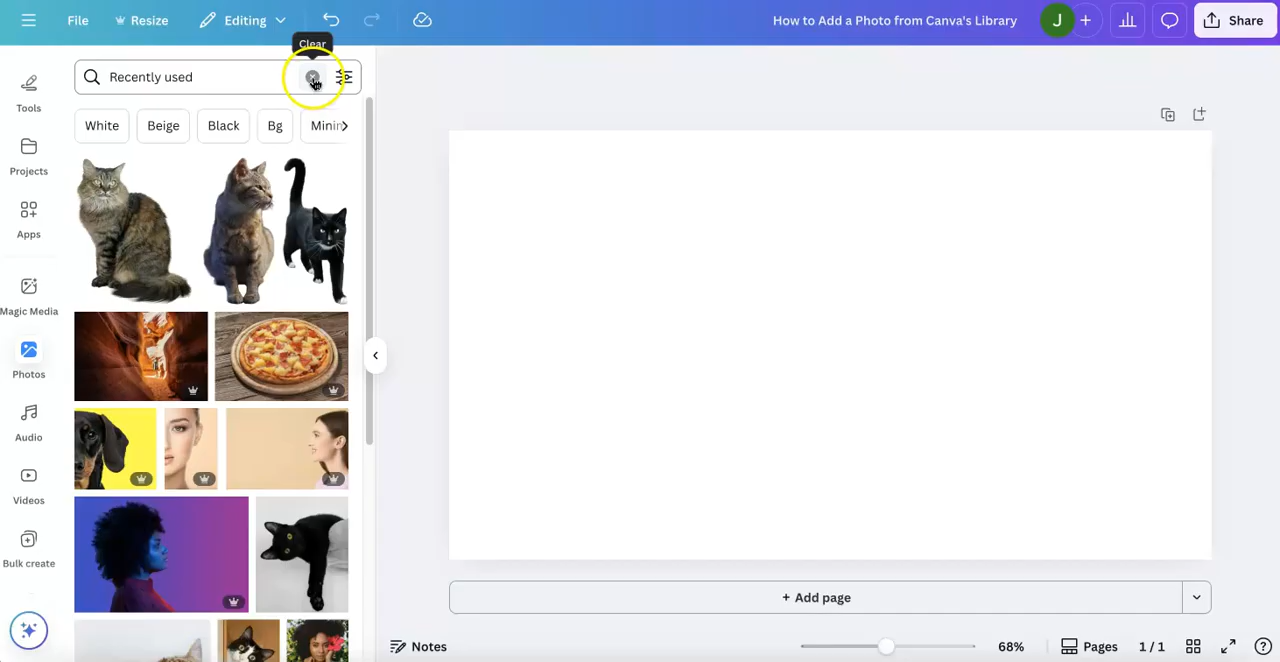 File
Resize
Editing
How to Add a Photo from Canva's Library
J
Share
Clear
Recently used
White
Beige
Black
Bg
Tools
Projects
Apps
Magic Media
Photos
Audio
Videos
Bulk create
+ Add page
Notes
68%
Pages
1 / 1
?